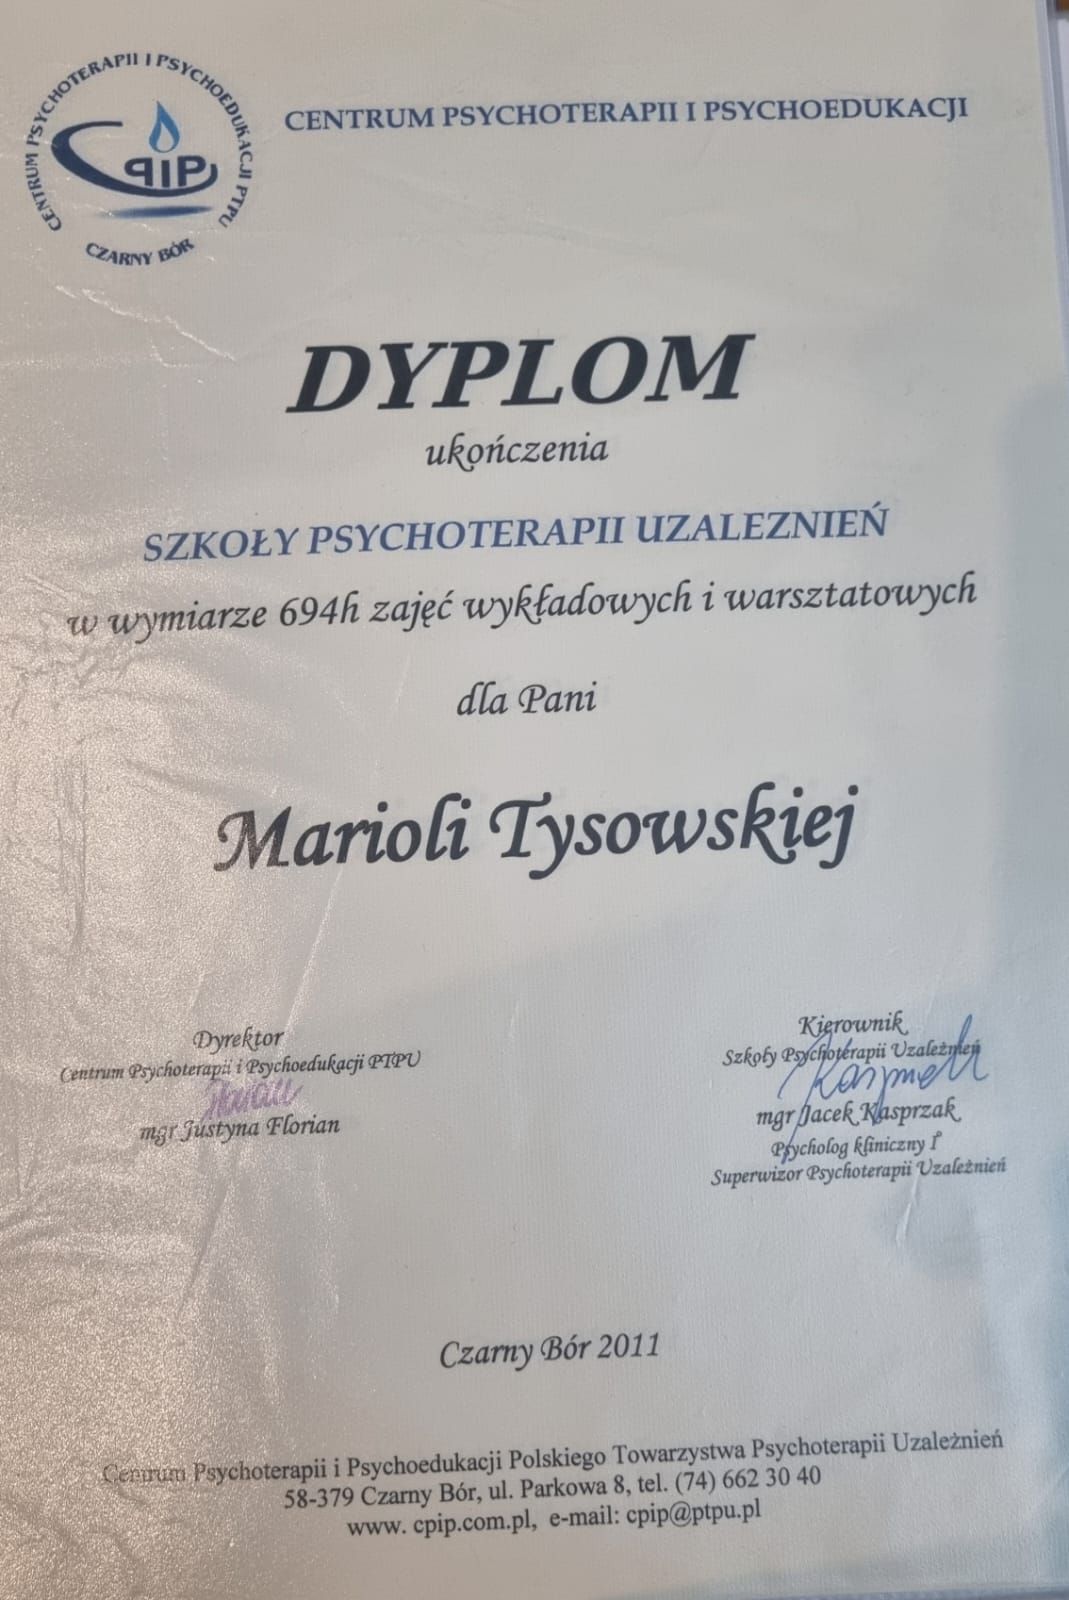 CENTRUM PSYCHOTERAPII I PSYCHOEDUKACJI PTPU
CPIP
CZARNY BÓR
CENTRUM PSYCHOTERAPII I PSYCHOEDUKACJI
DYPLOM
ukończenia
SZKOŁY PSYCHOTERAPII UZALEZNIEŃ
w wymiarze 694h zajęć wykładowych i warsztatowych
dla Pani
Marioli Tysowskiej
Dyrektor
Centrum Psychoterapii i Psychoedukacji PTPU
mgr Justyna Florian
Kierownik
Szkoły Psychoterapii Uzależnień
mgr Jacek Kasprzak
Psycholog kliniczny I°
Superwizor Psychoterapii Uzależnień
Czarny Bór 2011
Centrum Psychoterapii i Psychoedukacji Polskiego Towarzystwa Psychoterapii Uzależnień
58-379 Czarny Bór, ul. Parkowa 8, tel. (74) 662 30 40
www. cpip.com.pl, e-mail: cpip@ptpu.pl